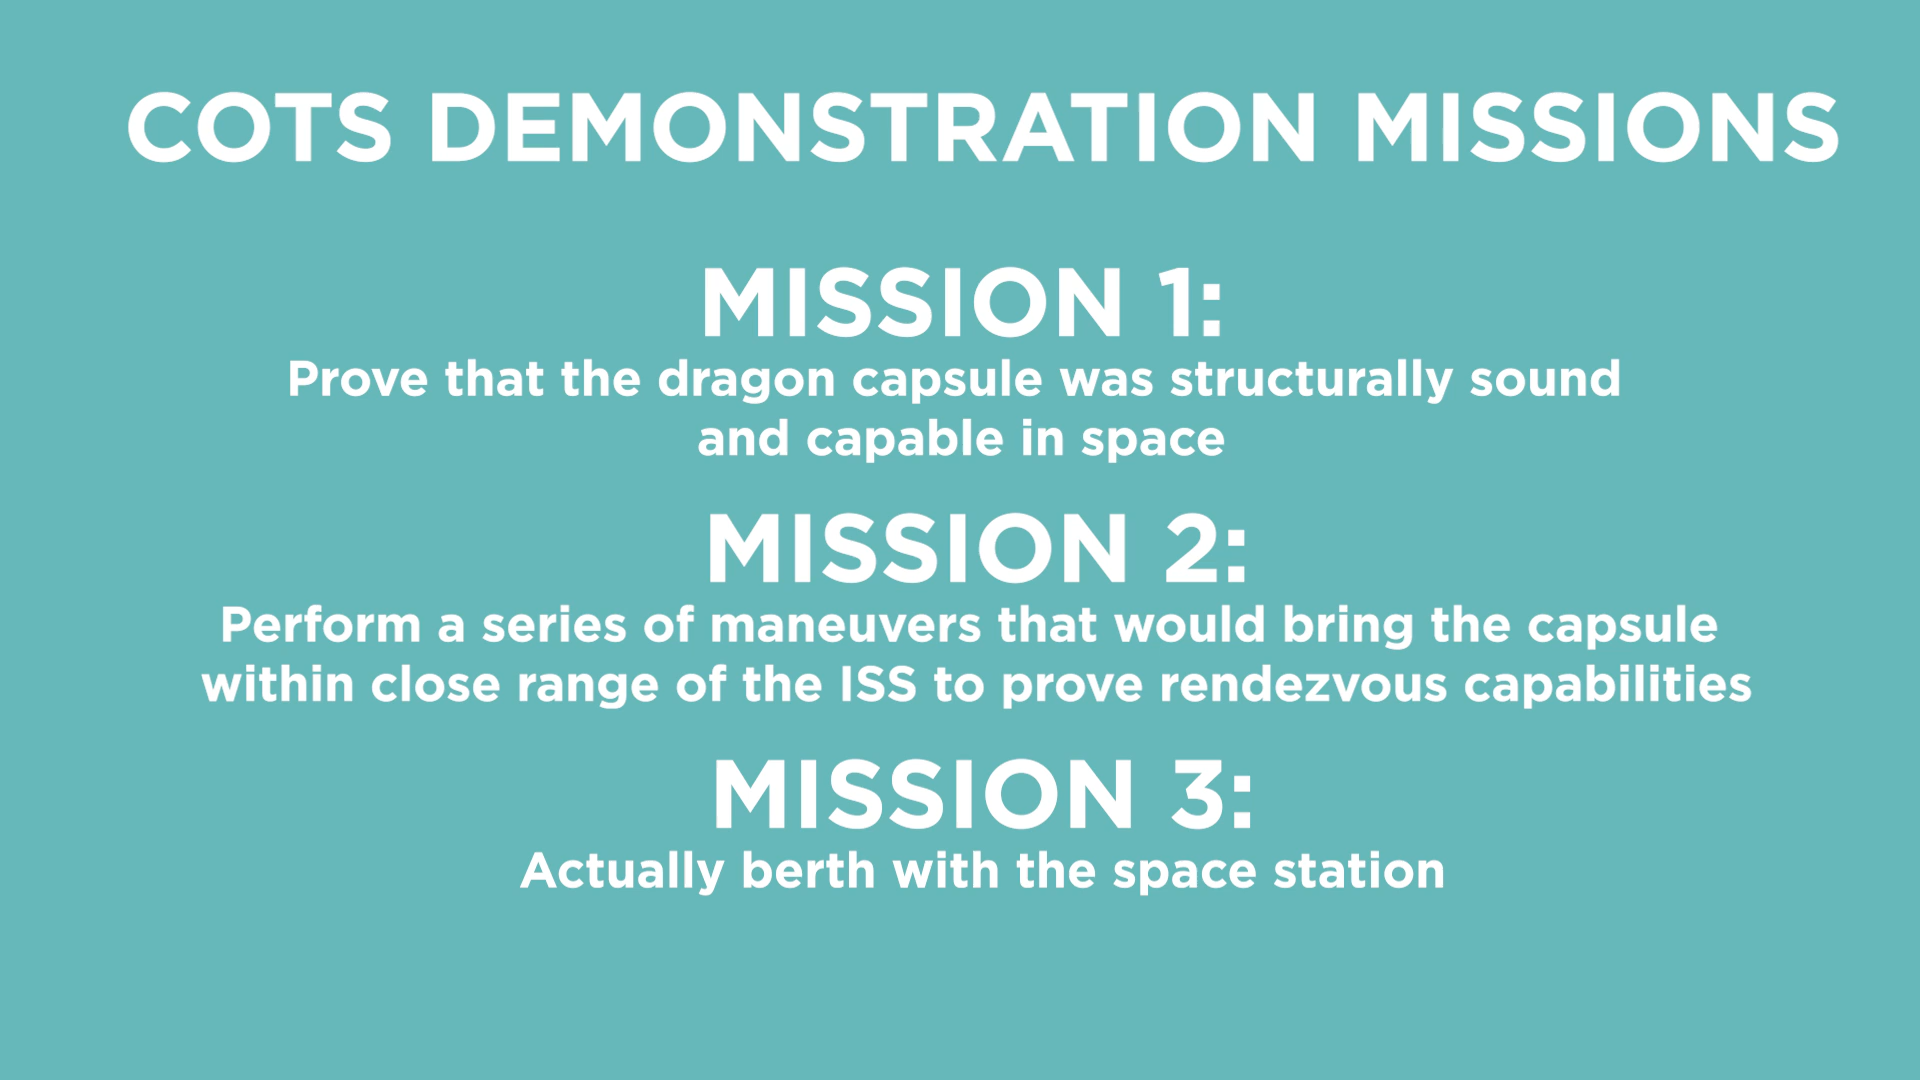 COTS DEMONSTRATION MISSIONS
MISSION 1:
Prove that the dragon capsule was structurally sound
and capable in space
MISSION 2:
Perform a series of maneuvers that would bring the capsule
within close range of the ISS to prove rendezvous capabilities
MISSION 3:
Actually berth with the space station